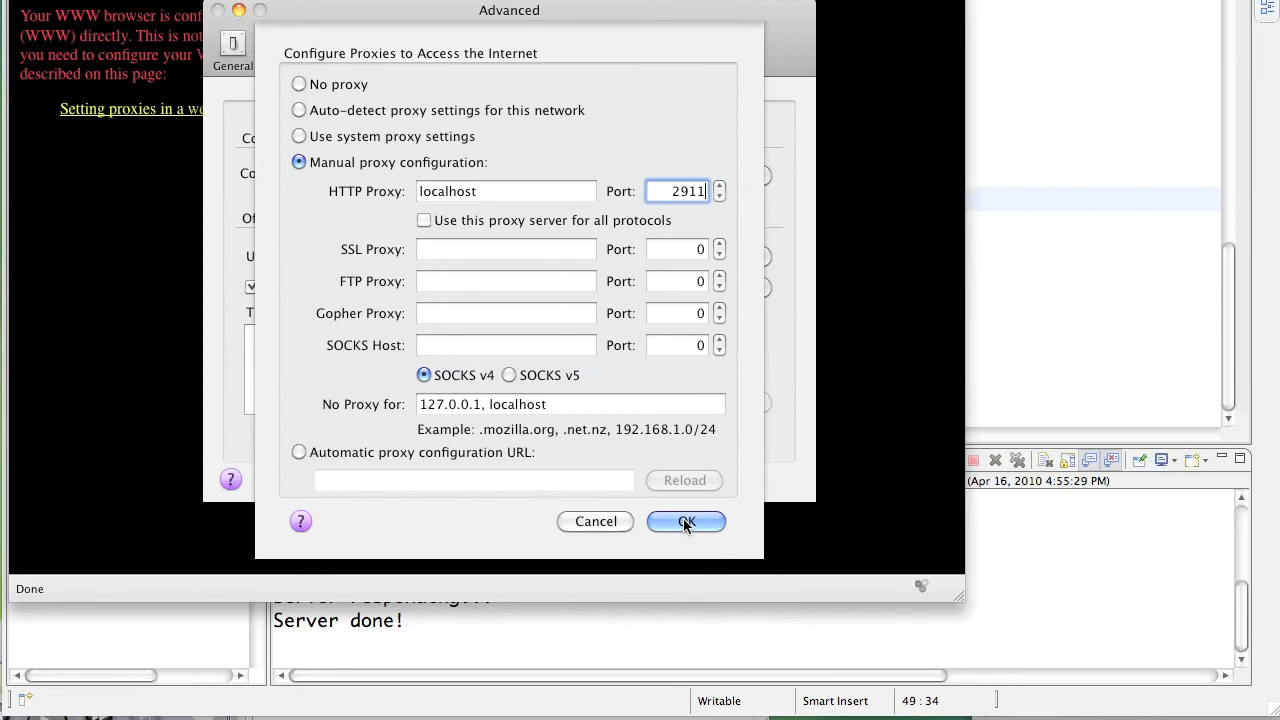 Advanced
Your WWW browser is conf
(WWW) directly. This is not
you need to configure your
described on this page:
Setting proxies in a we
General
Configure Proxies to Access the Internet
No proxy
Auto-detect proxy settings for this network
Use system proxy settings
Manual proxy configuration:
HTTP Proxy: localhost Port: 2911
Use this proxy server for all protocols
SSL Proxy: Port: 0
FTP Proxy: Port: 0
Gopher Proxy: Port: 0
SOCKS Host: Port: 0
SOCKS v4 SOCKS v5
No Proxy for: 127.0.0.1, localhost
Example: .mozilla.org, .net.nz, 192.168.1.0/24
Automatic proxy configuration URL:
Reload
? ? Cancel OK
(Apr 16, 2010 4:55:29 PM)
Done
Server done!
Writable Smart Insert 49 : 34